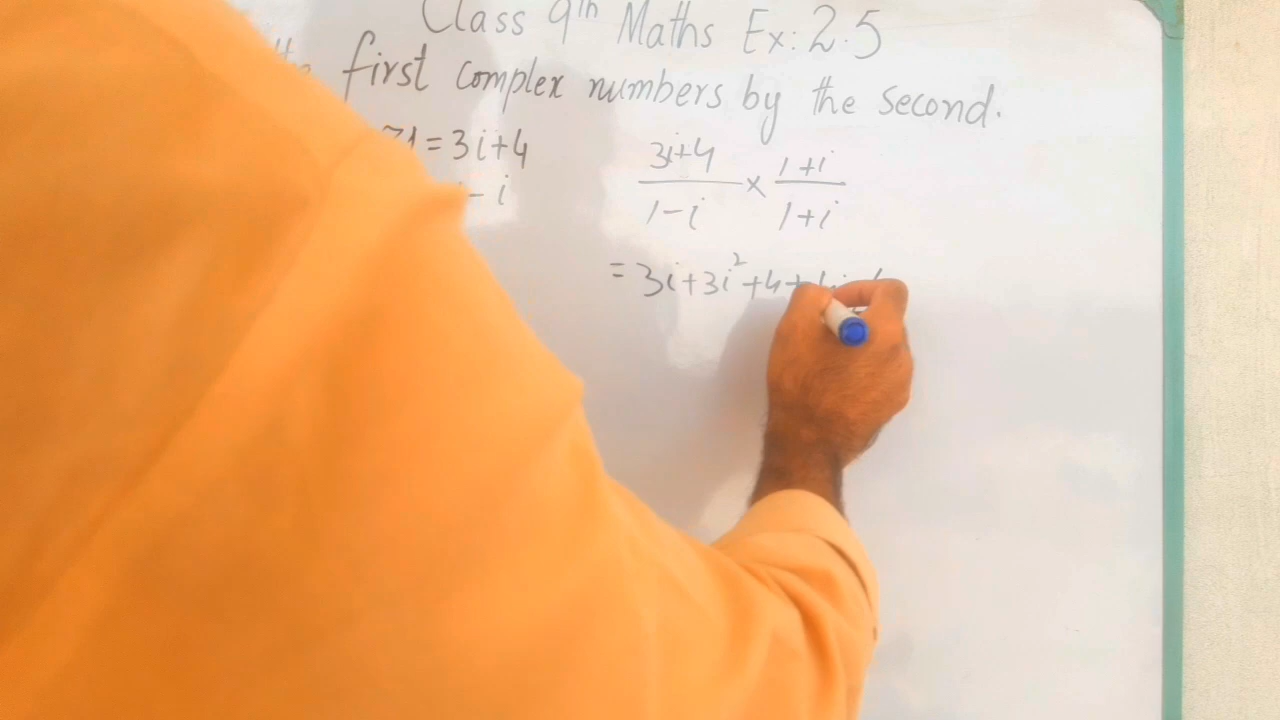 Class 9th Maths Ex: 2.5
first complex numbers by the second.
z1 = 3i+4
- i
3i+4 / 1-i × 1+i / 1+i
= 3i+3i²+4+4i